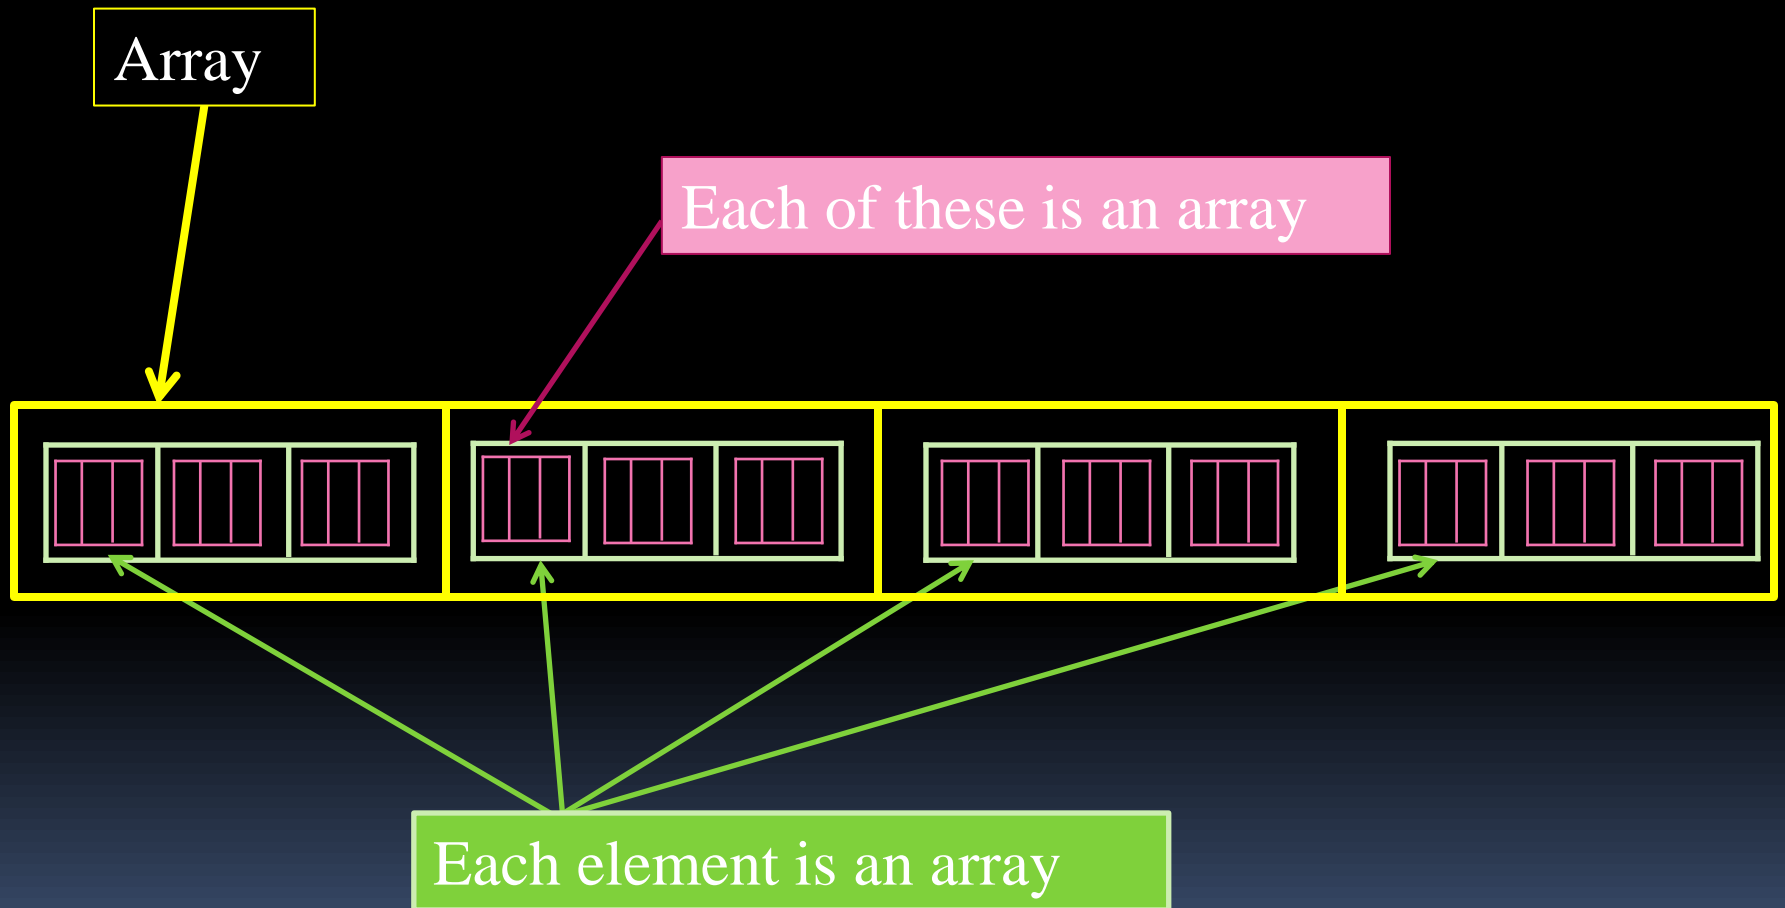 Array
Each of these is an array
Each element is an array